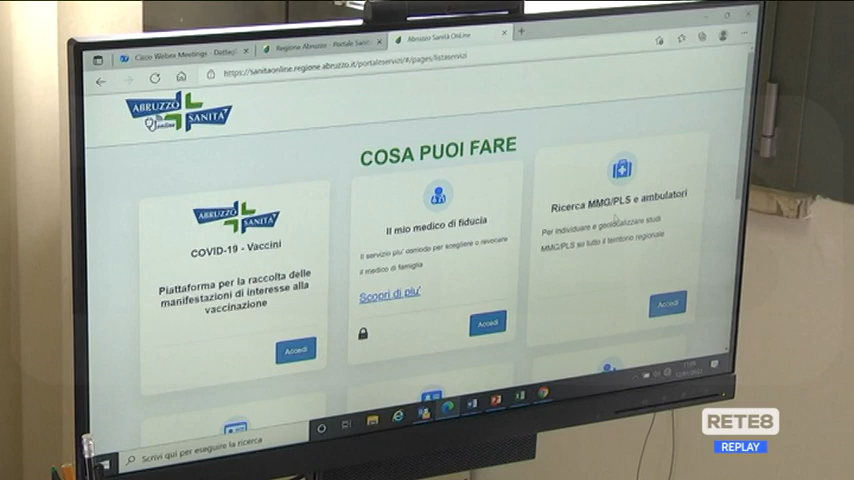 Cisco Webex Meetings - Dettagli
Regione Abruzzo - Portale Sanit
Abruzzo Sanità OnLine
https://sanitaonline.regione.abruzzo.it/portaleservizi/#/pages/listaservizi
ABRUZZO
SANITA'
online
COSA PUOI FARE
ABRUZZO
SANITA'
COVID-19 - Vaccini
Piattaforma per la raccolta delle
manifestazioni di interesse alla
vaccinazione
Accedi
Il mio medico di fiducia
Il servizio piu' comodo per scegliere o revocare
il medico di famiglia
Scopri di piu'
Accedi
Ricerca MMG/PLS e ambulatori
Per individuare e geolocalizzare studi
MMG/PLS su tutto il territorio regionale
Accedi
Scrivi qui per eseguire la ricerca
RETE8
REPLAY